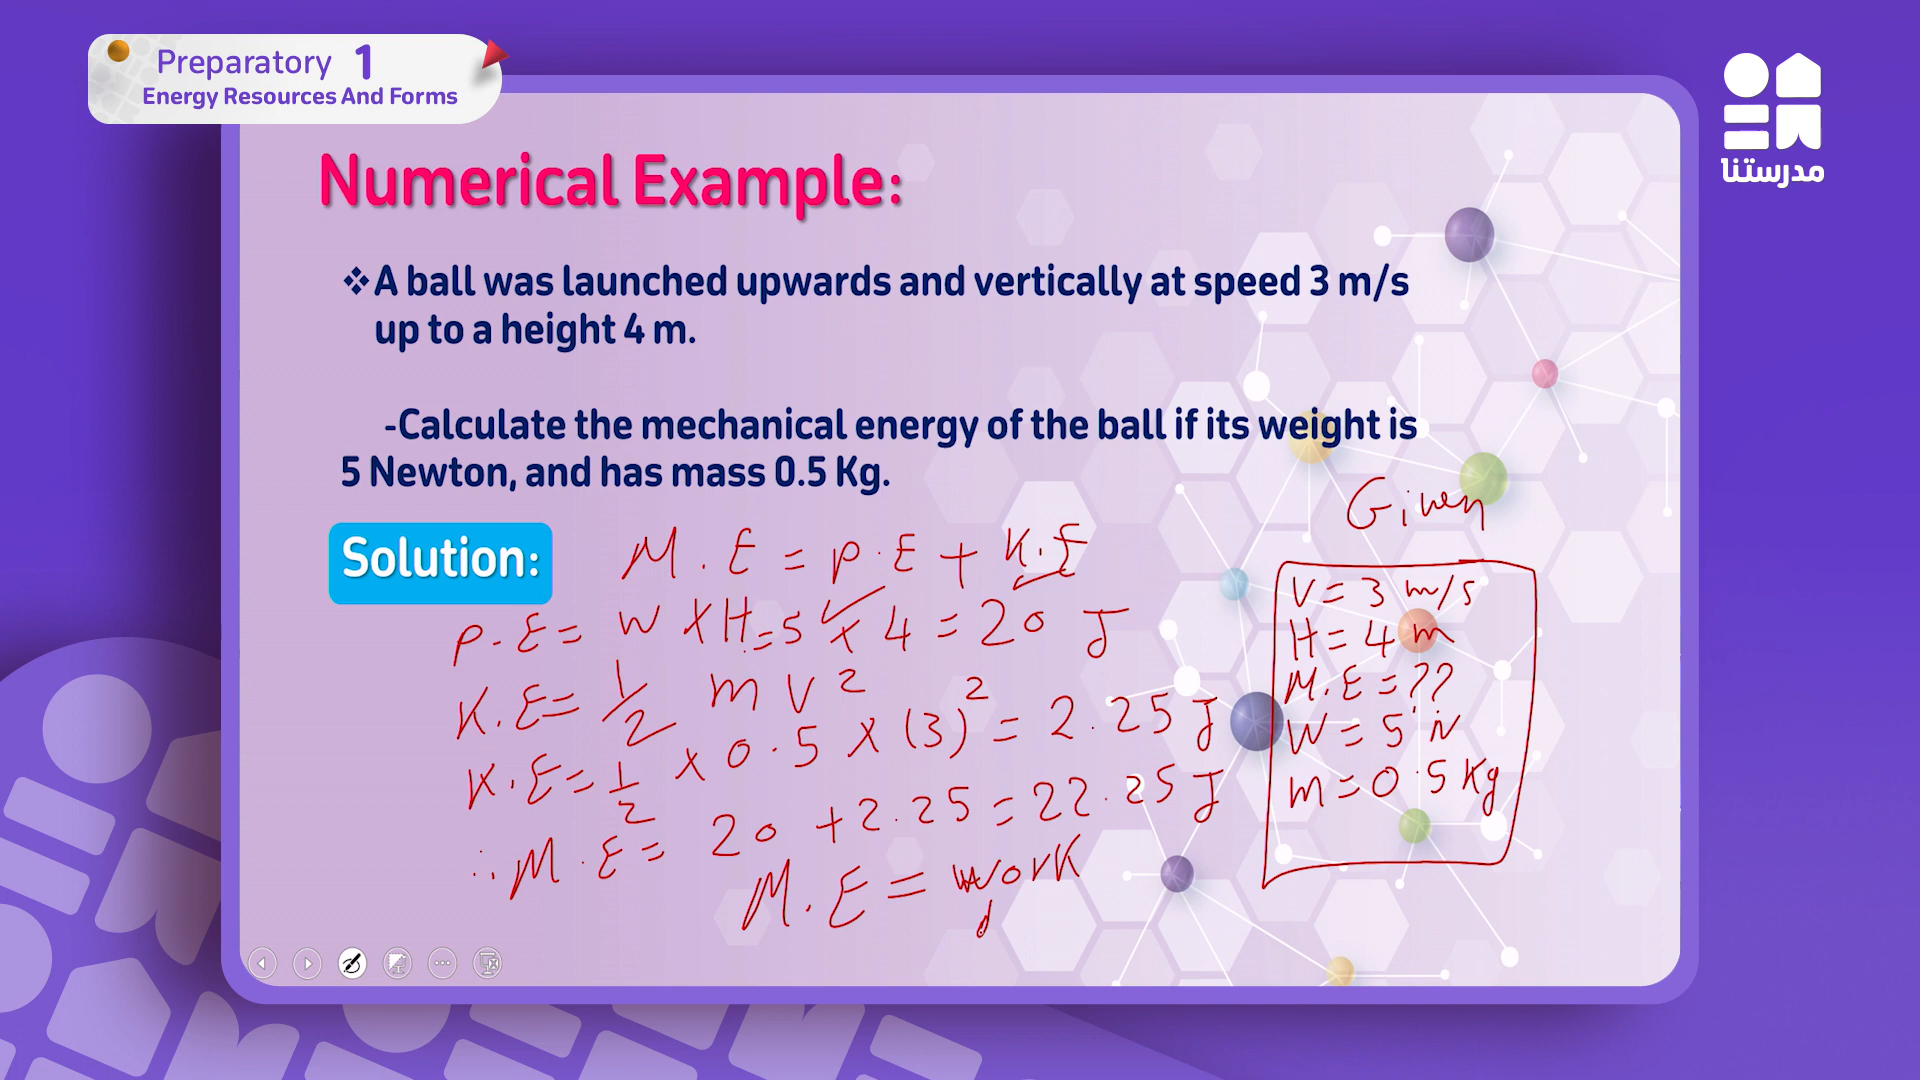 Preparatory 1
Energy Resources And Forms
مدرستنا
Numerical Example:
❖A ball was launched upwards and vertically at speed 3 m/s
up to a height 4 m.
-Calculate the mechanical energy of the ball if its weight is
5 Newton, and has mass 0.5 Kg.
Solution:
M.E = P.E + K.E
P.E = W X H = 5 X 4 = 20 J
K.E = 1/2 m V²
K.E = 1/2 X 0.5 X (3)² = 2.25 J
∴ M.E = 20 + 2.25 = 22.25 J
M.E = Work
Given
V = 3 m/s
H = 4 m
M.E = ??
W = 5 N
m = 0.5 Kg